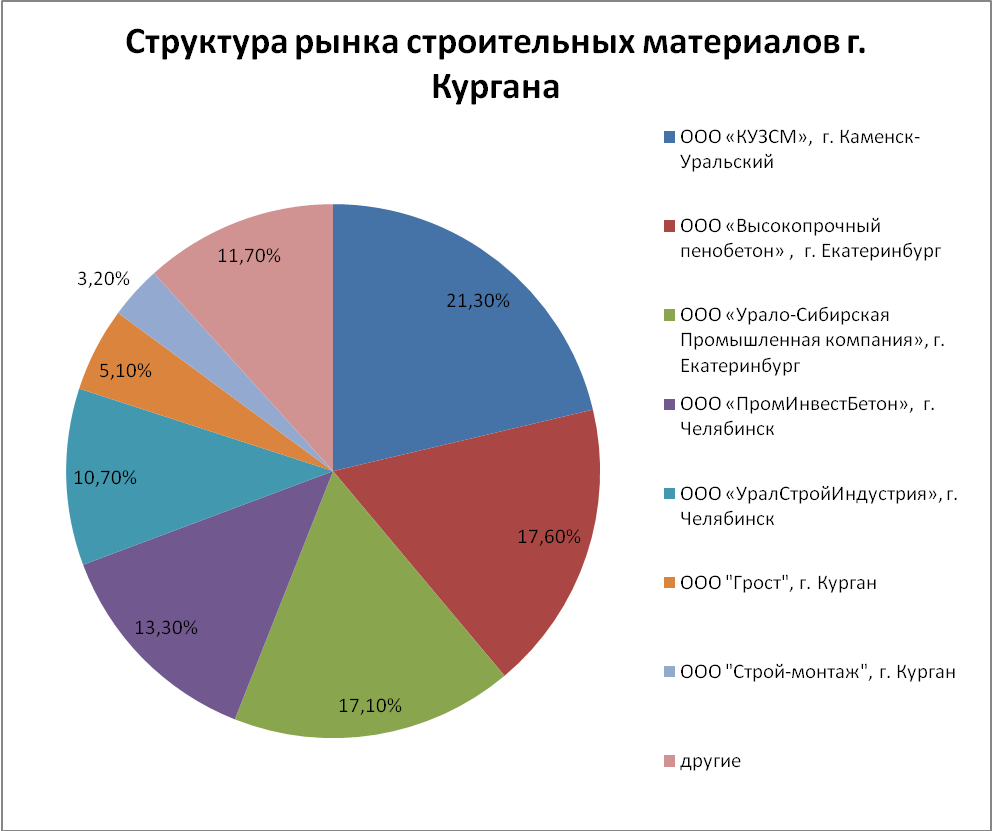 Структура рынка строительных материалов г.
Кургана
ООО «КУЗСМ», г. Каменск-
Уральский
ООО «Высокопрочный
пенобетон» , г. Екатеринбург
ООО «Урало-Сибирская
Промышленная компания», г.
Екатеринбург
ООО «ПромИнвестБетон», г.
Челябинск
ООО «УралСтройИндустрия», г.
Челябинск
ООО "Грост", г. Курган
ООО "Строй-монтаж", г. Курган
другие
21,30%
17,60%
17,10%
13,30%
10,70%
5,10%
3,20%
11,70%